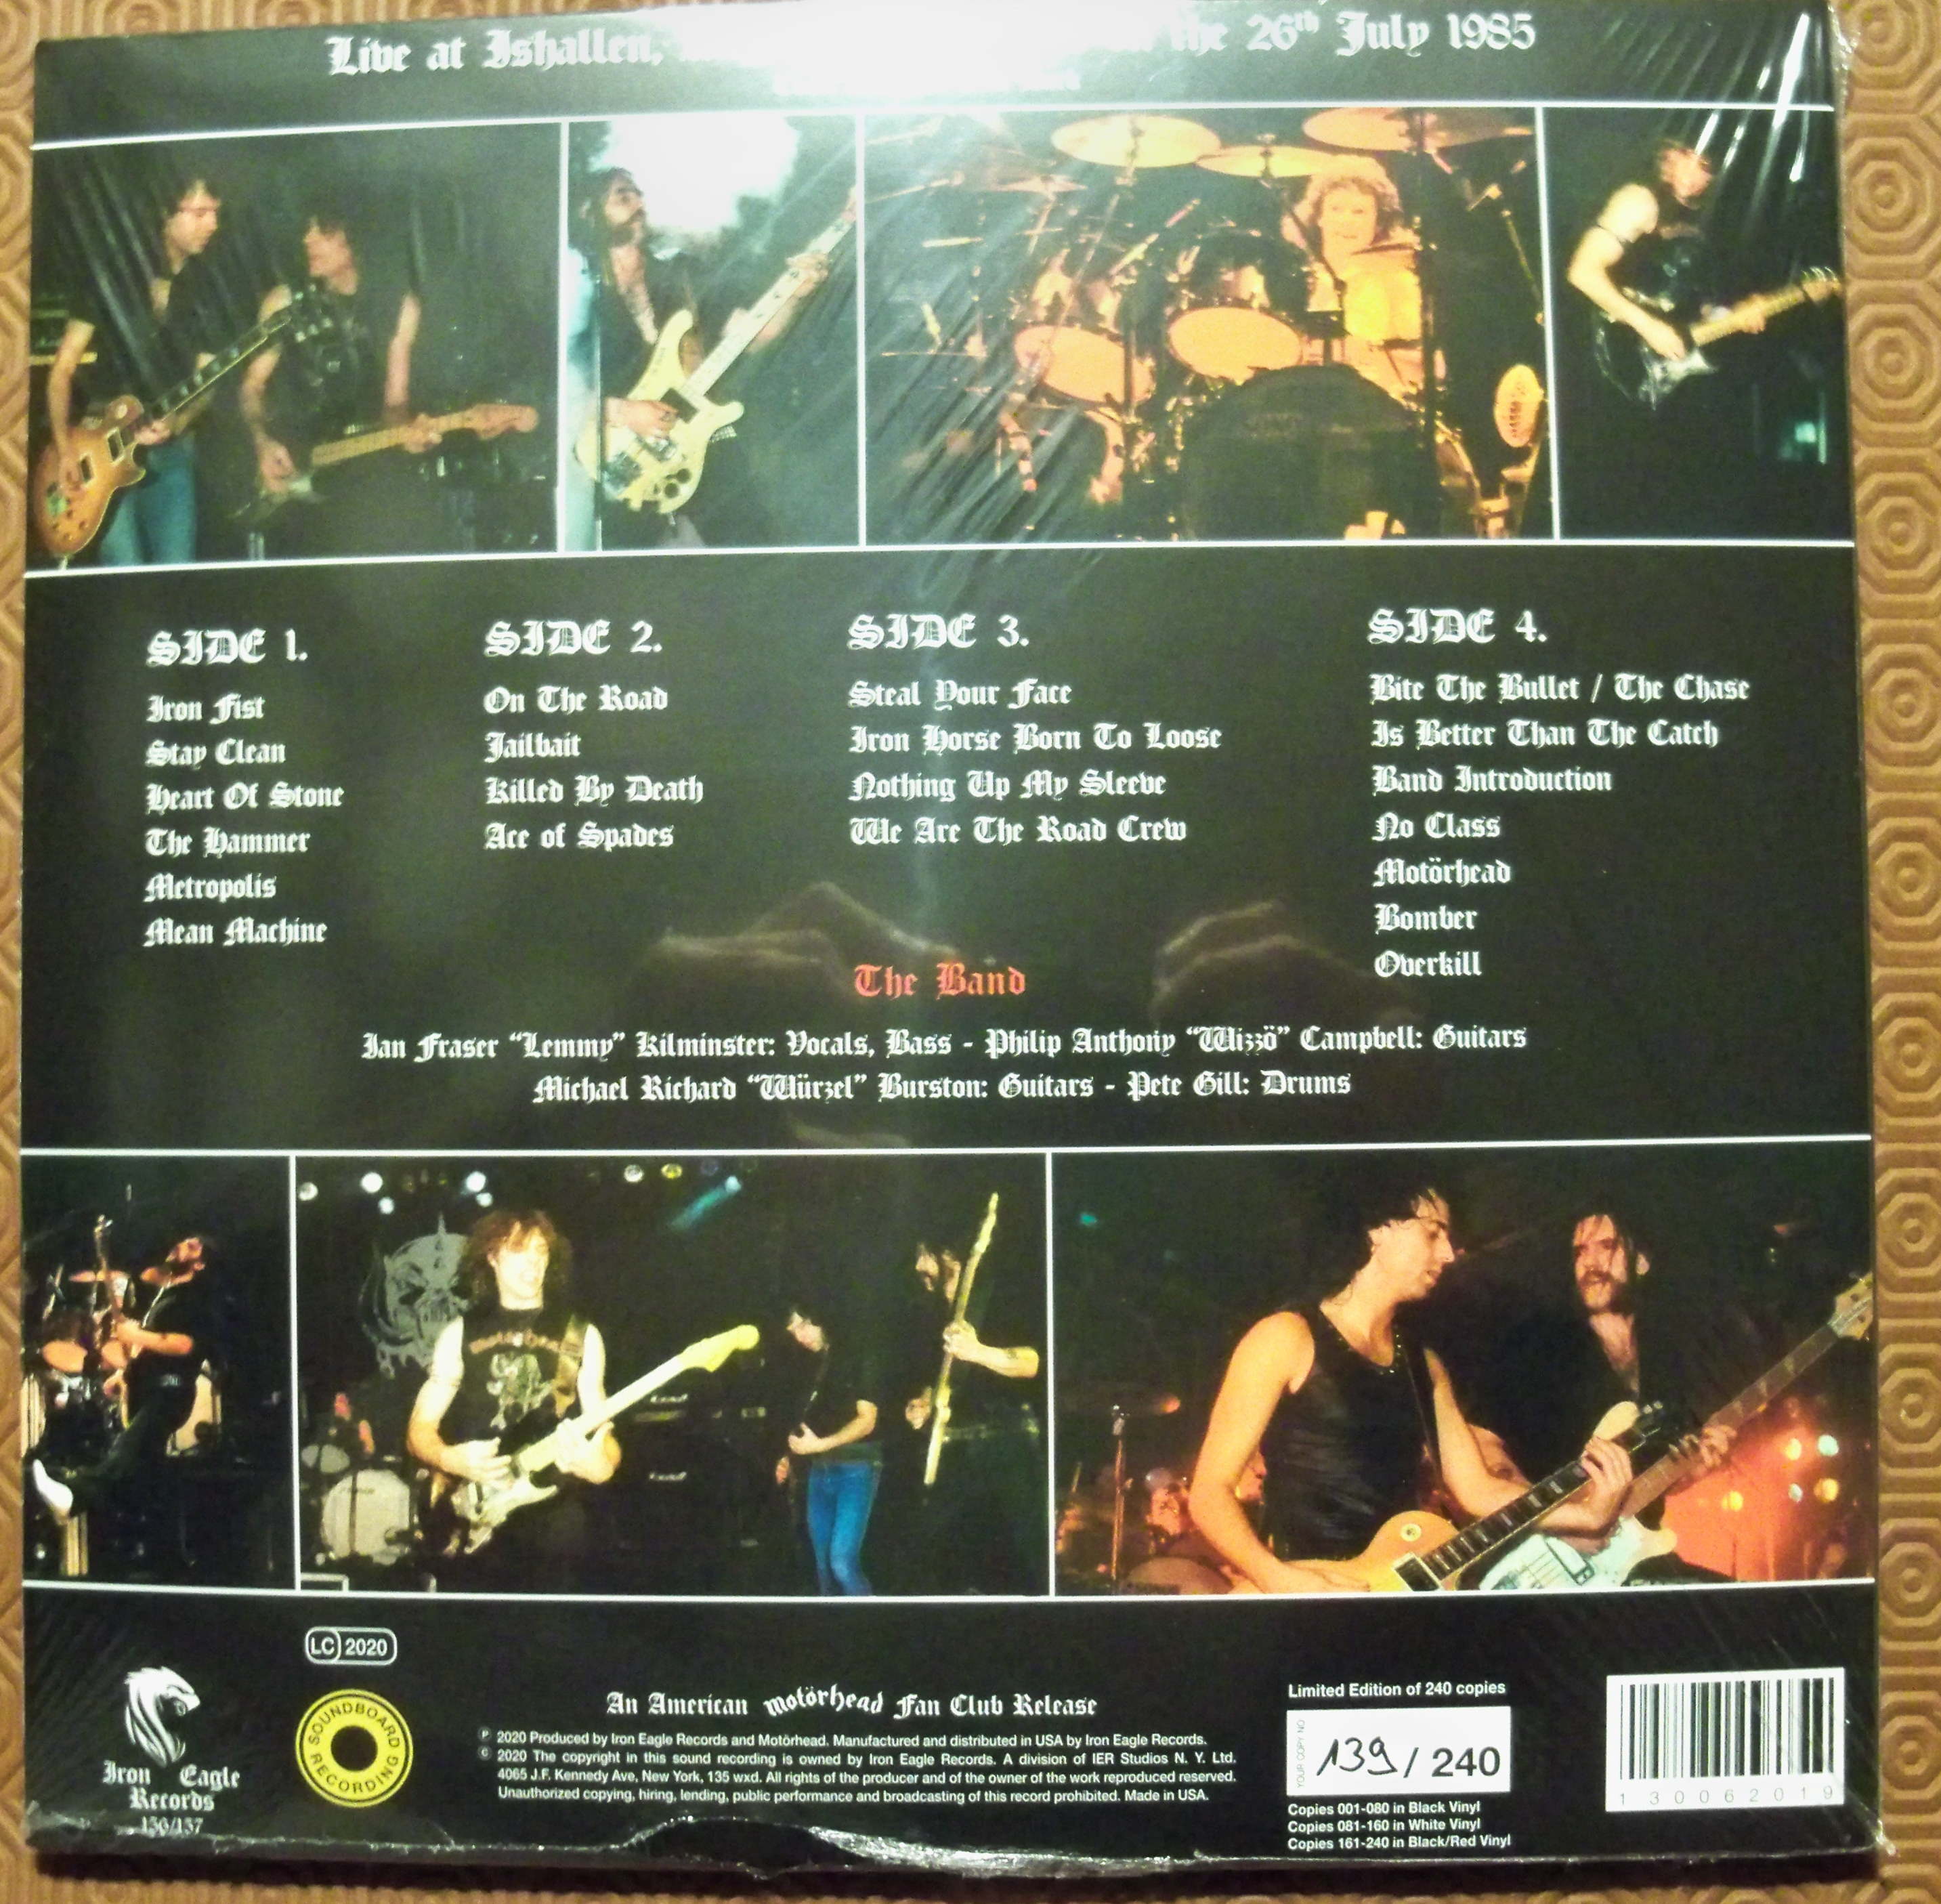 Live at Ishallen, the 26th July 1985
SIDE 1.
Iron Fist
Stay Clean
Heart Of Stone
The Hammer
Metropolis
Mean Machine
SIDE 2.
On The Road
Jailbait
Killed By Death
Ace of Spades
SIDE 3.
Steal Your Face
Iron Horse Born To Loose
Nothing Up My Sleeve
We Are The Road Crew
SIDE 4.
Bite The Bullet / The Chase
Is Better Than The Catch
Band Introduction
No Class
Motörhead
Bomber
Overkill
The Band
Ian Fraser “Lemmy” Kilminster: Vocals, Bass - Philip Anthony “Wizzö” Campbell: Guitars
Michael Richard “Würzel” Burston: Guitars - Pete Gill: Drums
LC 2020
SOUNDBOARD RECORDING
Iron Eagle
Records
156/157
An American motörhead Fan Club Release
℗ 2020 Produced by Iron Eagle Records and Motörhead. Manufactured and distributed in USA by Iron Eagle Records.
© 2020 The copyright in this sound recording is owned by Iron Eagle Records. A division of IER Studios N. Y. Ltd.
4065 J.F. Kennedy Ave, New York, 135 wxd. All rights of the producer and of the owner of the work reproduced reserved.
Unauthorized copying, hiring, lending, public performance and broadcasting of this record prohibited. Made in USA.
Limited Edition of 240 copies
YOUR COPY NO
139 / 240
Copies 001-080 in Black Vinyl
Copies 081-160 in White Vinyl
Copies 161-240 in Black/Red Vinyl
1 3 0 0 6 2 0 1 9